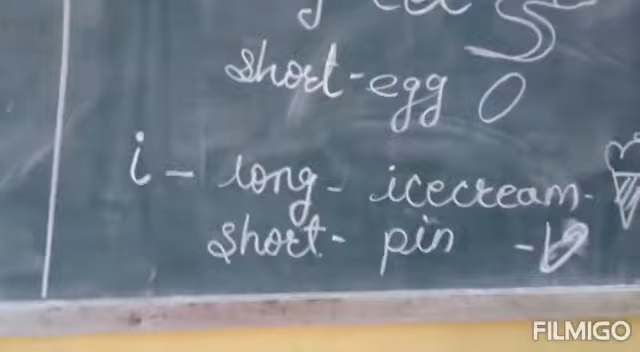 short-egg
i - long - icecream -
short - pin -
FILMIGO